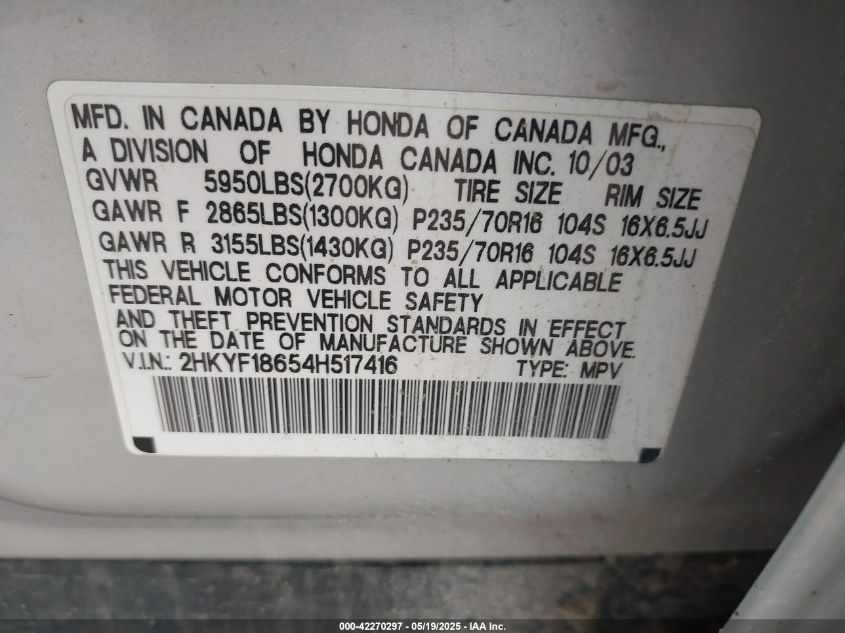 MFD. IN CANADA BY HONDA OF CANADA MFG.,
A DIVISION OF HONDA CANADA INC. 10/03
GVWR 5950LBS(2700KG) TIRE SIZE RIM SIZE
GAWR F 2865LBS(1300KG) P235/70R16 104S 16X6.5JJ
GAWR R 3155LBS(1430KG) P235/70R16 104S 16X6.5JJ
THIS VEHICLE CONFORMS TO ALL APPLICABLE
FEDERAL MOTOR VEHICLE SAFETY
AND THEFT PREVENTION STANDARDS IN EFFECT
ON THE DATE OF MANUFACTURE SHOWN ABOVE.
V.I.N.: 2HKYF18654H517416 TYPE: MPV
000-42270297 - 05/19/2025 - IAA Inc.